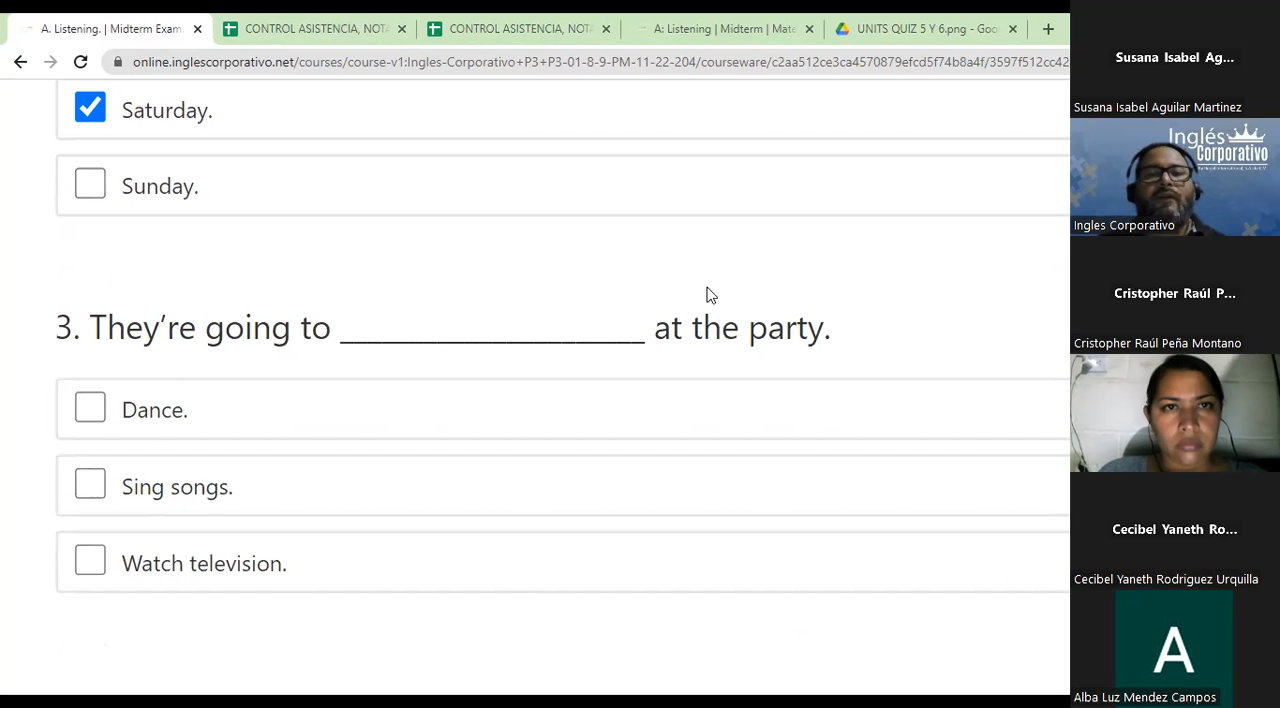 A. Listening. | Midterm Exam
CONTROL ASISTENCIA, NOTA
CONTROL ASISTENCIA, NOTA
A: Listening | Midterm | Mate
UNITS QUIZ 5 Y 6.png - Goo
online.inglescorporativo.net/courses/course-v1:Ingles-Corporativo+P3+P3-01-8-9-PM-11-22-204/courseware/c2aa512ce3ca4570879efcd5f74b8a4f/3597f512cc42
Saturday.
Sunday.
3. They’re going to ____________________ at the party.
Dance.
Sing songs.
Watch television.
Susana Isabel Ag...
Susana Isabel Aguilar Martinez
Inglés
Corporativo
Ingles Corporativo
Cristopher Raúl P...
Cristopher Raúl Peña Montano
Cecibel Yaneth Ro...
Cecibel Yaneth Rodriguez Urquilla
A
Alba Luz Mendez Campos